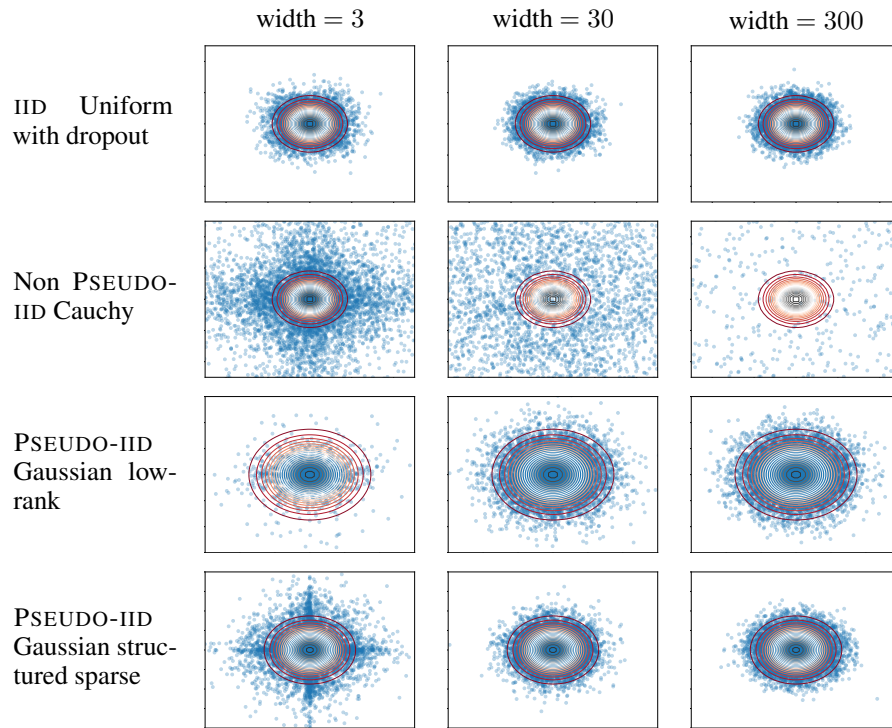 width = 3 width = 30 width = 300
IID Uniform
with dropout
Non PSEUDO-
IID Cauchy
PSEUDO-IID
Gaussian low-
rank
PSEUDO-IID
Gaussian struc-
tured sparse